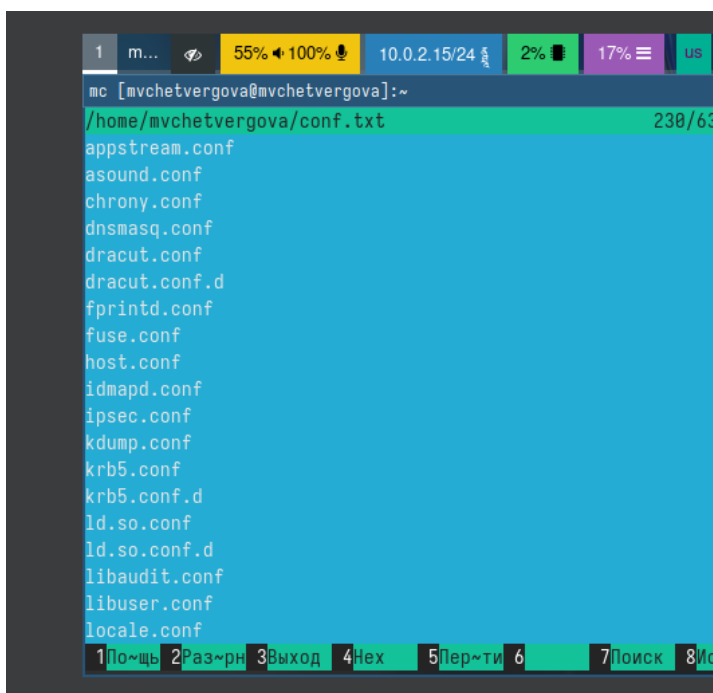 1 m... 55% 100% 10.0.2.15/24 2% 17% us
mc [mvchetvergova@mvchetvergova]:~
/home/mvchetvergova/conf.txt 230/63
appstream.conf
asound.conf
chrony.conf
dnsmasq.conf
dracut.conf
dracut.conf.d
fprintd.conf
fuse.conf
host.conf
idmapd.conf
ipsec.conf
kdump.conf
krb5.conf
krb5.conf.d
ld.so.conf
ld.so.conf.d
libaudit.conf
libuser.conf
locale.conf
1По~щь 2Раз~рн 3Выход 4Hex 5Пер~ти 6 7Поиск 8Ис